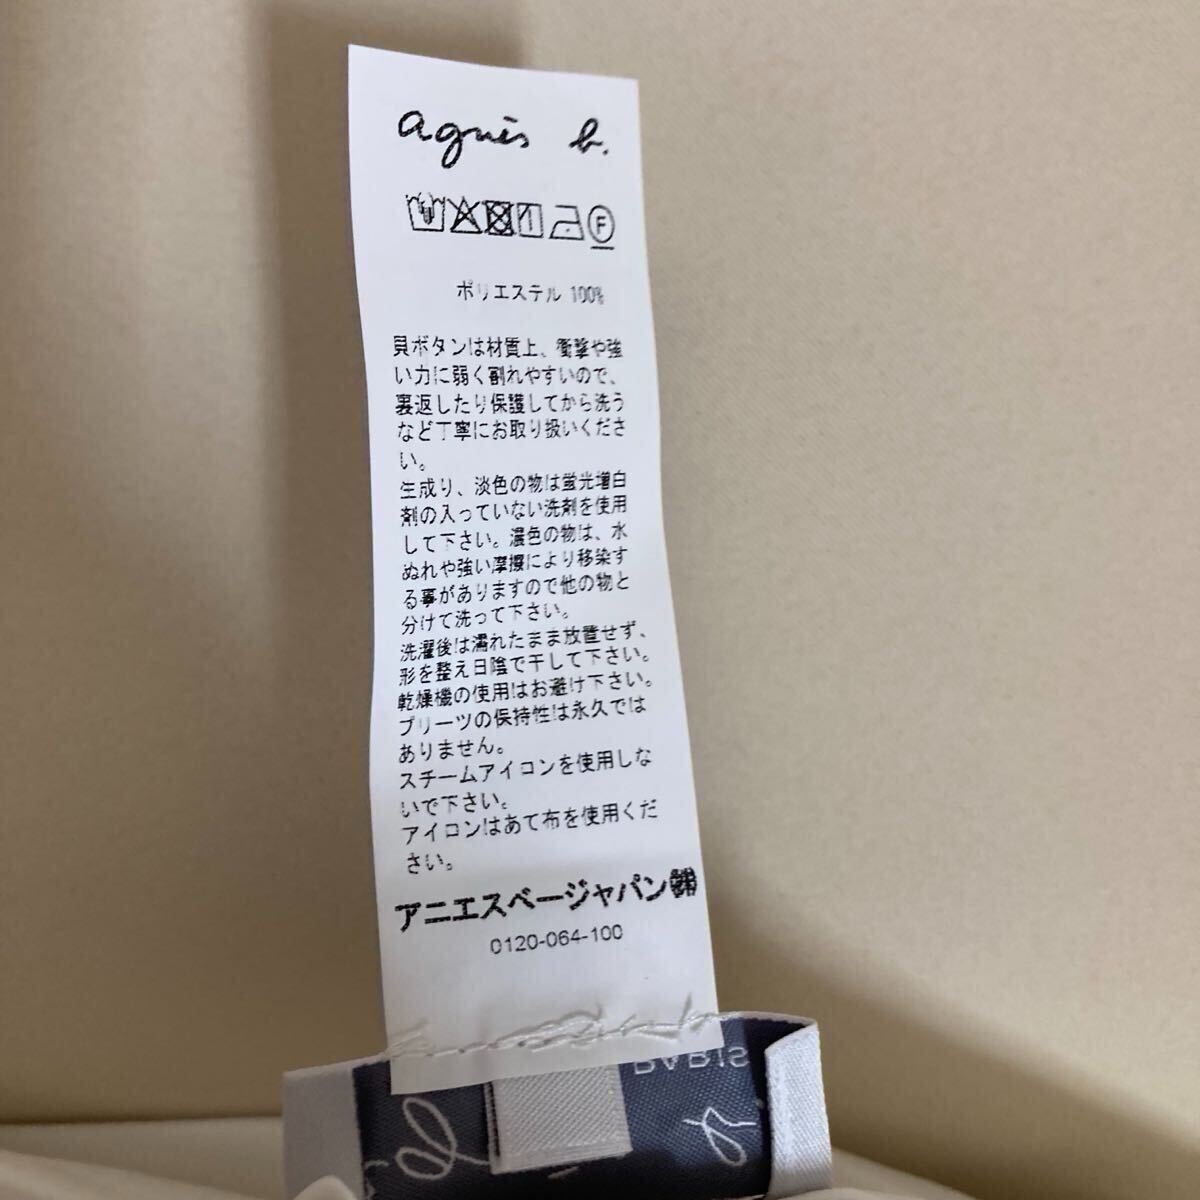 agnès b.
F
ポリエステル 100%
貝ボタンは材質上、衝撃や強
い力に弱く割れやすいので、
裏返したり保護してから洗う
など丁寧にお取り扱いくださ
い。
生成り、淡色の物は蛍光増白
剤の入っていない洗剤を使用
して下さい。濃色の物は、水
ぬれや強い摩擦により移染す
る事がありますので他の物と
分けて洗って下さい。
洗濯後は濡れたまま放置せず、
形を整え日陰で干して下さい。
乾燥機の使用はお避け下さい。
プリーツの保持性は永久では
ありません。
スチームアイロンを使用しな
いで下さい。
アイロンはあて布を使用くだ
さい。
アニエスベージャパン㈱
0120-064-100
PARIS